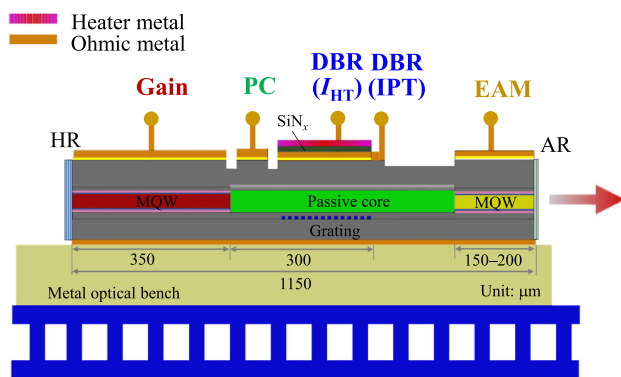 Heater metal
Ohmic metal
Gain
PC
DBR
(I_HT)
DBR
(IPT)
EAM
HR
SiNₓ
AR
MQW
Passive core
MQW
Grating
350
300
150–200
1150
Metal optical bench
Unit: μm